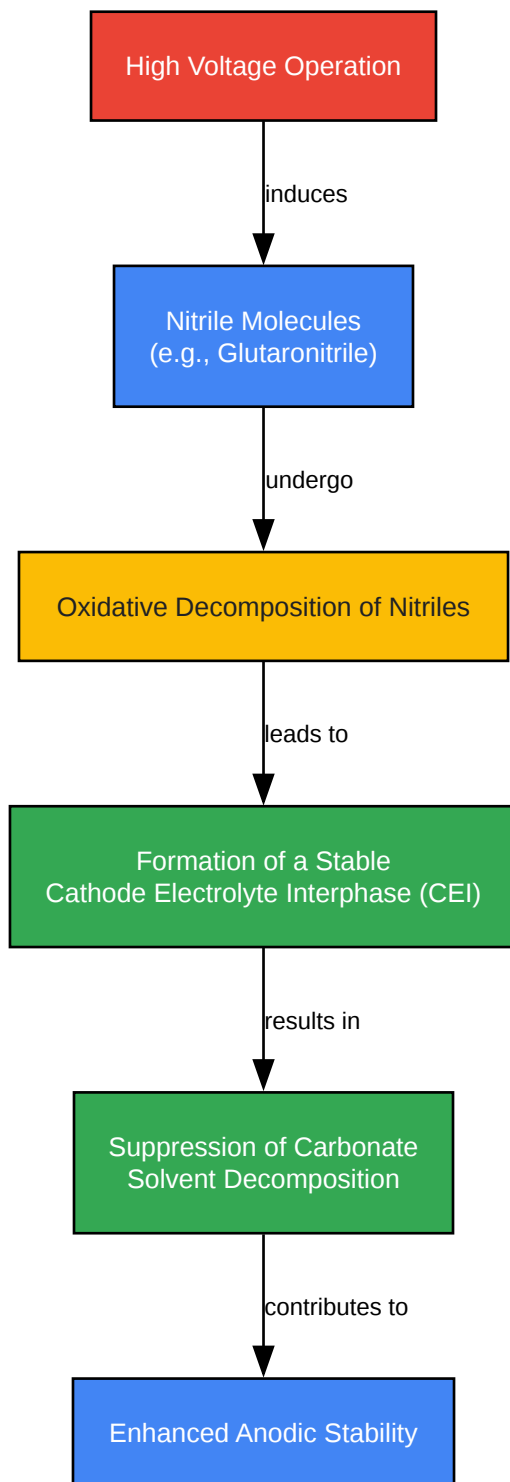 High Voltage Operation
induces
Nitrile Molecules
(e.g., Glutaronitrile)
undergo
Oxidative Decomposition of Nitriles
leads to
Formation of a Stable
Cathode Electrolyte Interphase (CEI)
results in
Suppression of Carbonate
Solvent Decomposition
contributes to
Enhanced Anodic Stability